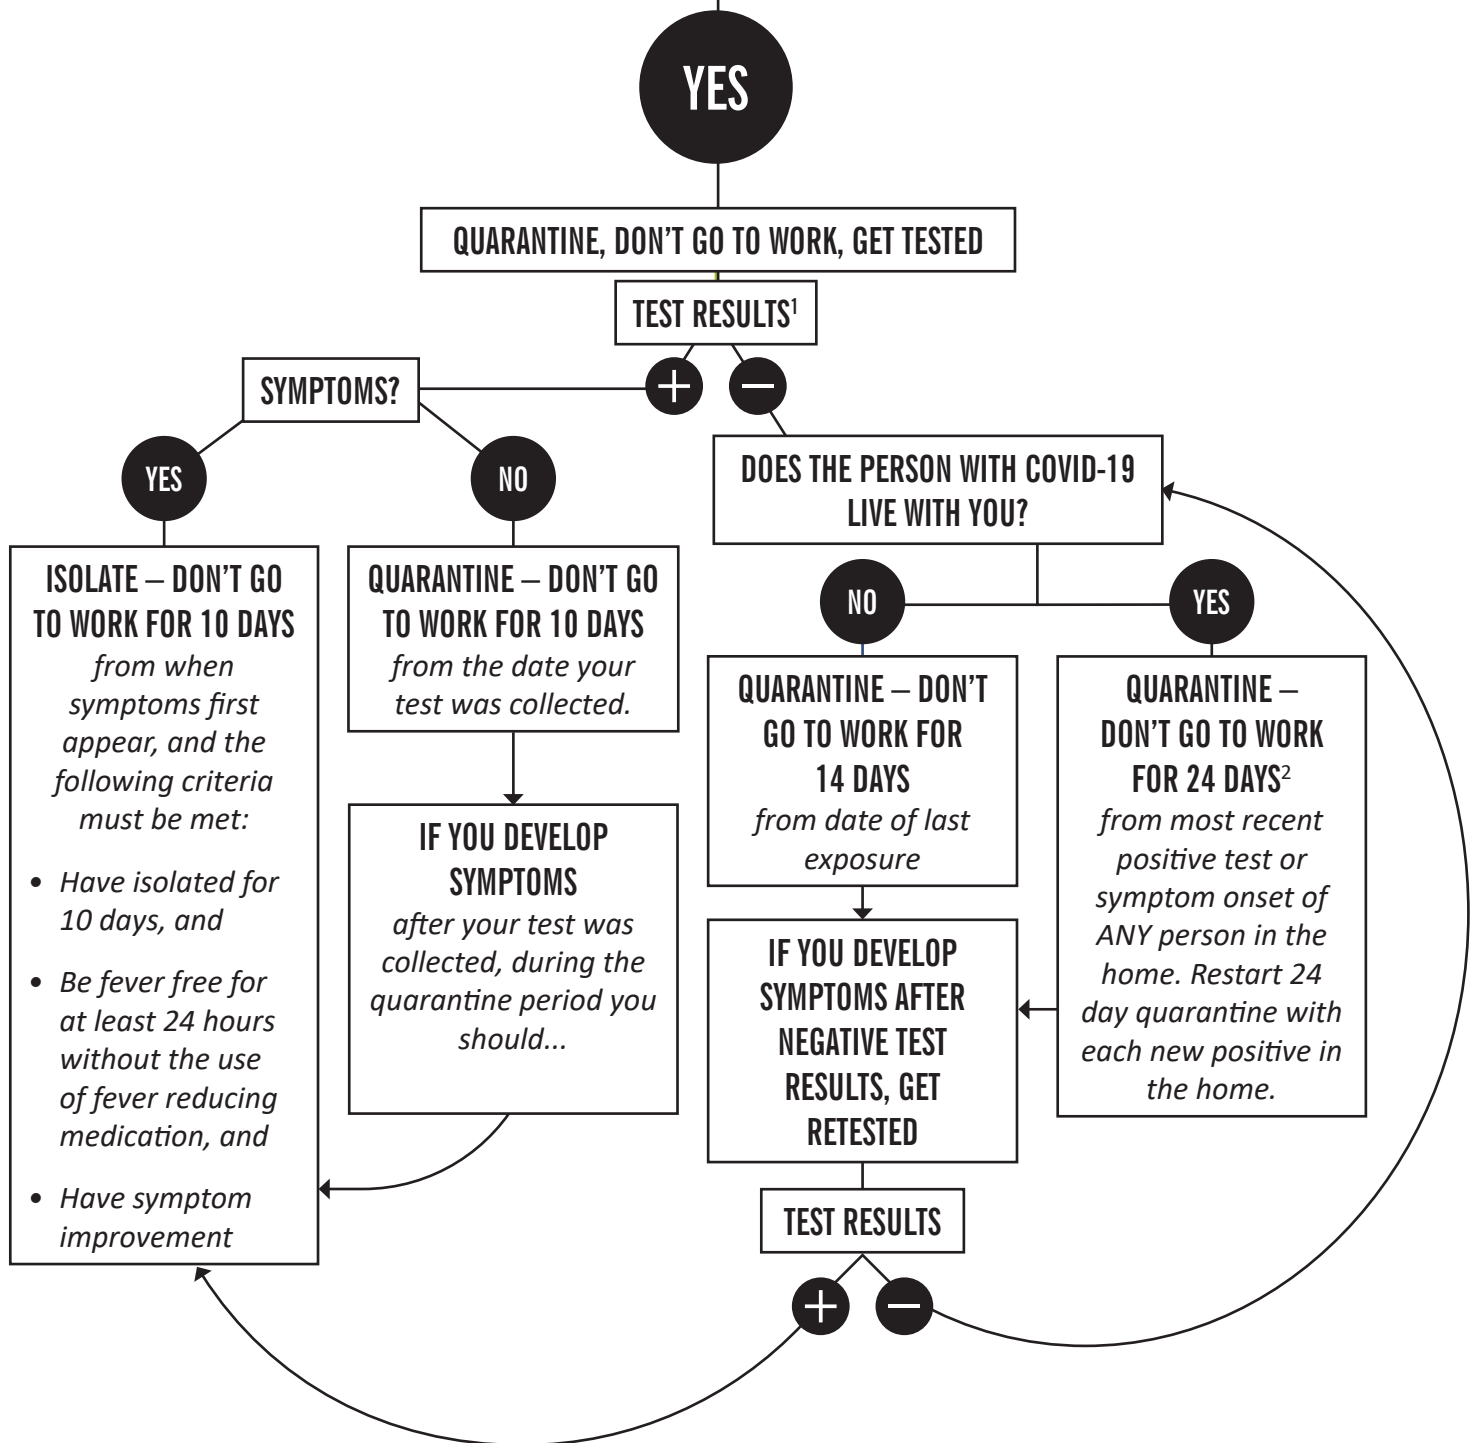 YES
QUARANTINE, DON'T GO TO WORK, GET TESTED
TEST RESULTS¹
+
−
SYMPTOMS?
YES
NO
ISOLATE – DON'T GO
TO WORK FOR 10 DAYS
from when
symptoms first
appear, and the
following criteria
must be met:
• Have isolated for
10 days, and
• Be fever free for
at least 24 hours
without the use
of fever reducing
medication, and
• Have symptom
improvement
QUARANTINE – DON'T GO
TO WORK FOR 10 DAYS
from the date your
test was collected.
IF YOU DEVELOP
SYMPTOMS
after your test was
collected, during the
quarantine period you
should...
DOES THE PERSON WITH COVID-19
LIVE WITH YOU?
NO
YES
QUARANTINE – DON'T
GO TO WORK FOR
14 DAYS
from date of last
exposure
QUARANTINE –
DON'T GO TO WORK
FOR 24 DAYS²
from most recent
positive test or
symptom onset of
ANY person in the
home. Restart 24
day quarantine with
each new positive in
the home.
IF YOU DEVELOP
SYMPTOMS AFTER
NEGATIVE TEST
RESULTS, GET
RETESTED
TEST RESULTS
+
−